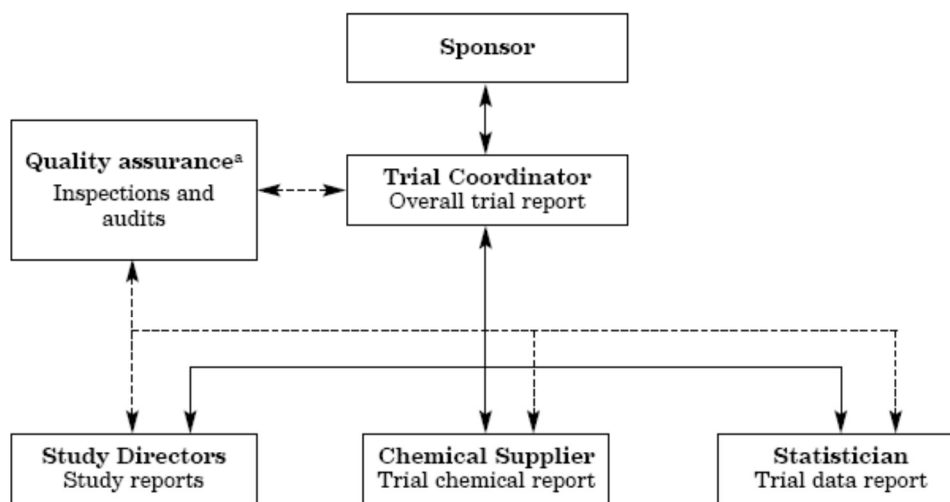 Sponsor
Quality assuranceᵃ
Inspections and
audits
Trial Coordinator
Overall trial report
Study Directors
Study reports
Chemical Supplier
Trial chemical report
Statistician
Trial data report